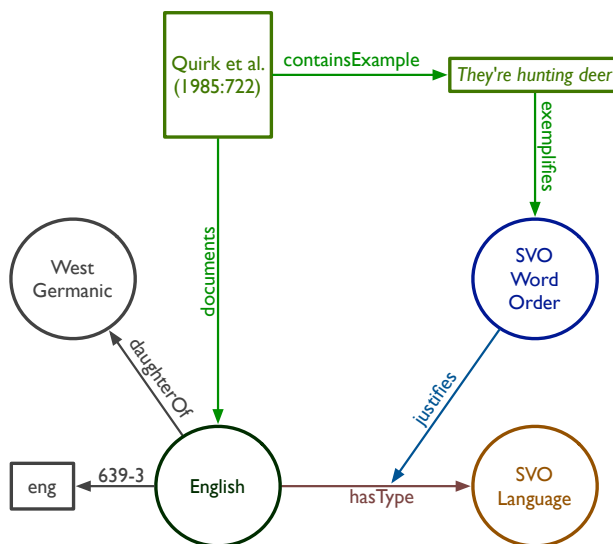 Quirk et al.
(1985:722)
containsExample
They're hunting deer
exemplifies
documents
West
Germanic
SVO
Word
Order
daughterOf
justifies
eng
639-3
English
hasType
SVO
Language